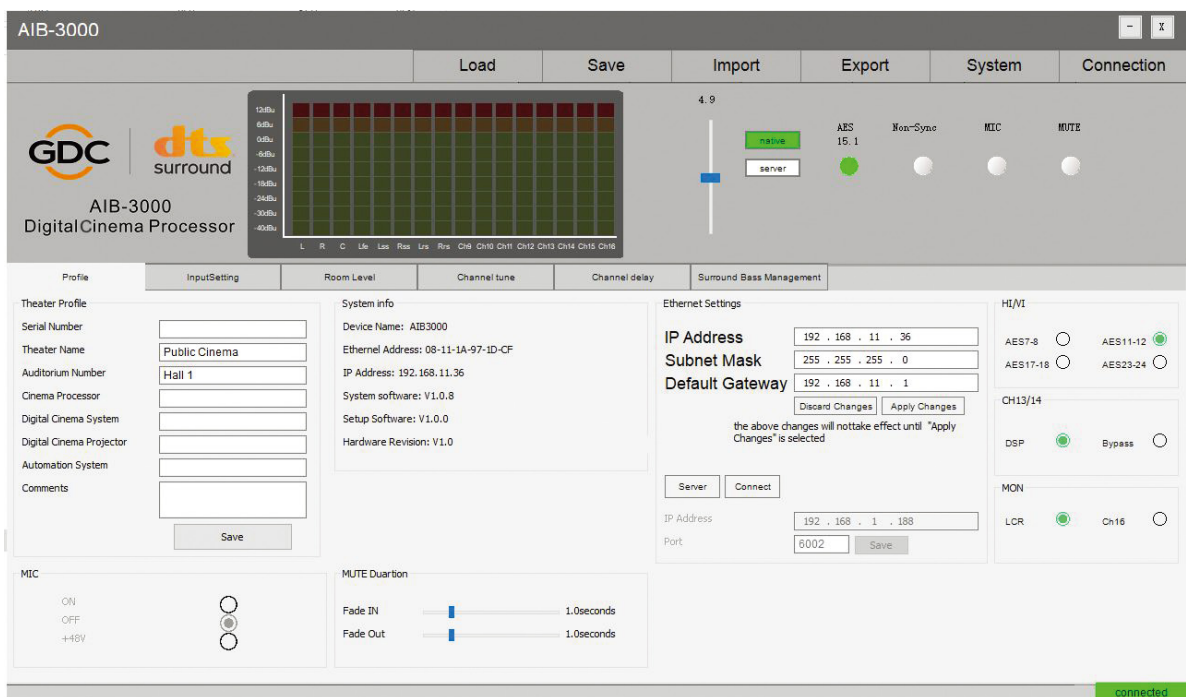 AIB-3000
-
X
Load
Save
Import
Export
System
Connection
GDC
dts
surround
AIB-3000
DigitalCinema Processor
12dBu
6dBu
0dBu
-6dBu
-12dBu
-18dBu
-24dBu
-30dBu
-40dBu
L R C Lfe Lss Rss Lrs Rrs Ch9 Ch10 Ch11 Ch12 Ch13 Ch14 Ch15 Ch16
4.9
native
server
AES
15.1
Non-Sync
MIC
MUTE
Profile
InputSetting
Room Level
Channel tune
Channel delay
Surround Bass Management
Theater Profile
Serial Number
Theater Name Public Cinema
Auditorium Number Hall 1
Cinema Processor
Digital Cinema System
Digital Cinema Projector
Automation System
Comments
Save
System info
Device Name: AIB3000
Ethernel Address: 08-11-1A-97-1D-CF
IP Address: 192.168.11.36
System software: V1.0.8
Setup Software: V1.0.0
Hardware Revision: V1.0
Ethernet Settings
IP Address 192 . 168 . 11 . 36
Subnet Mask 255 . 255 . 255 . 0
Default Gateway 192 . 168 . 11 . 1
Discard Changes Apply Changes
the above changes will nottake effect until "Apply
Changes" is selected
Server Connect
IP Address 192 . 168 . 1 . 188
Port 6002 Save
HI/VI
AES7-8 AES11-12
AES17-18 AES23-24
CH13/14
DSP Bypass
MON
LCR Ch16
MIC
ON
OFF
+48V
MUTE Duartion
Fade IN 1.0seconds
Fade Out 1.0seconds
connected